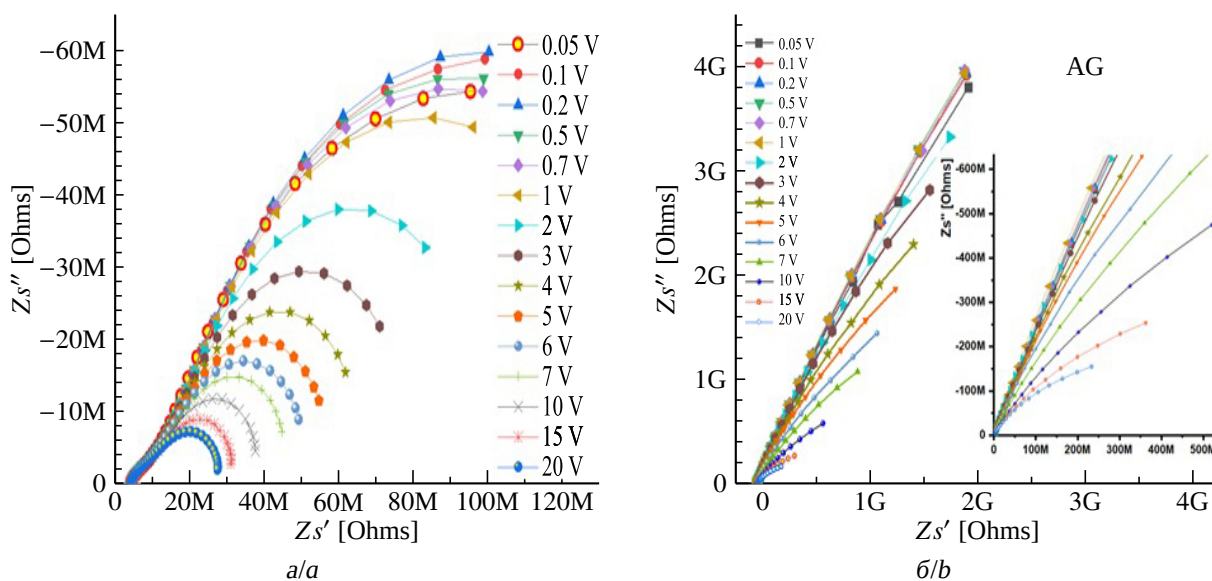 −60M
−50M
−40M
−30M
−20M
−10M
0
Zs″ [Ohms]
0
20M
40M
60M
80M
100M
120M
Zs′ [Ohms]
0.05 V
0.1 V
0.2 V
0.5 V
0.7 V
1 V
2 V
3 V
4 V
5 V
6 V
7 V
10 V
15 V
20 V
а/a
4G
3G
2G
1G
0
Zs″ [Ohms]
0
1G
2G
3G
4G
Zs′ [Ohms]
0.05 V
0.1 V
0.2 V
0.5 V
0.7 V
1 V
2 V
3 V
4 V
5 V
6 V
7 V
10 V
15 V
20 V
AG
-600M
-500M
-400M
-300M
-200M
-100M
0
Zs'' [Ohms]
0
100M
200M
300M
400M
500M
б/b